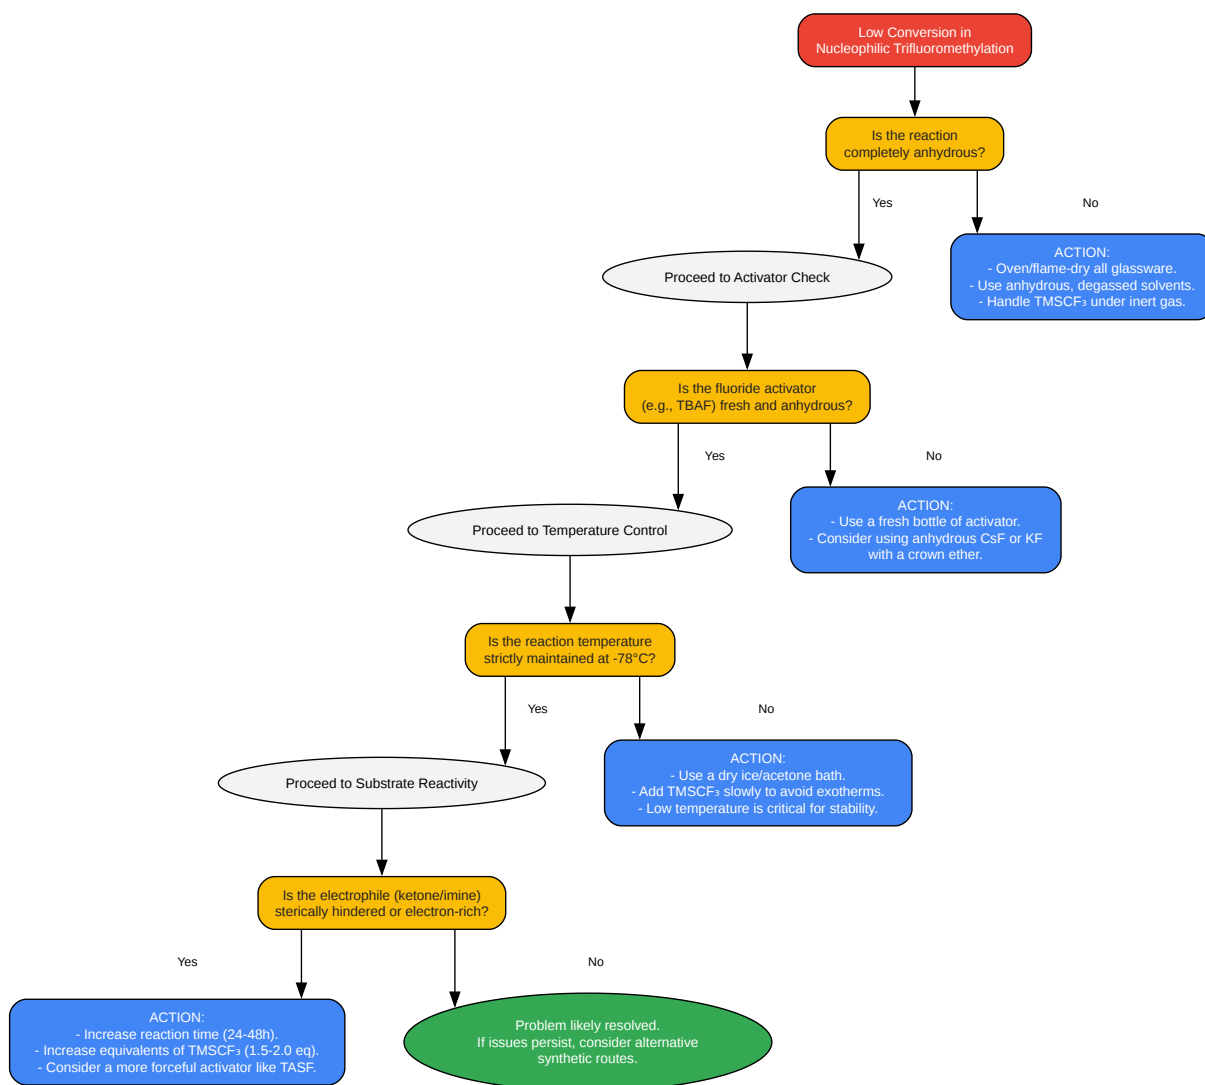 Low Conversion in
Nucleophilic Trifluoromethylation
Is the reaction
completely anhydrous?
Yes
No
ACTION:
- Oven/flame-dry all glassware.
- Use anhydrous, degassed solvents.
- Handle TMSCF₃ under inert gas.
Proceed to Activator Check
Is the fluoride activator
(e.g., TBAF) fresh and anhydrous?
Yes
No
ACTION:
- Use a fresh bottle of activator.
- Consider using anhydrous CsF or KF
with a crown ether.
Proceed to Temperature Control
Is the reaction temperature
strictly maintained at -78°C?
Yes
No
ACTION:
- Use a dry ice/acetone bath.
- Add TMSCF₃ slowly to avoid exotherms.
- Low temperature is critical for stability.
Proceed to Substrate Reactivity
Is the electrophile (ketone/imine)
sterically hindered or electron-rich?
Yes
No
ACTION:
- Increase reaction time (24-48h).
- Increase equivalents of TMSCF₃ (1.5-2.0 eq).
- Consider a more forceful activator like TASF.
Problem likely resolved.
If issues persist, consider alternative
synthetic routes.